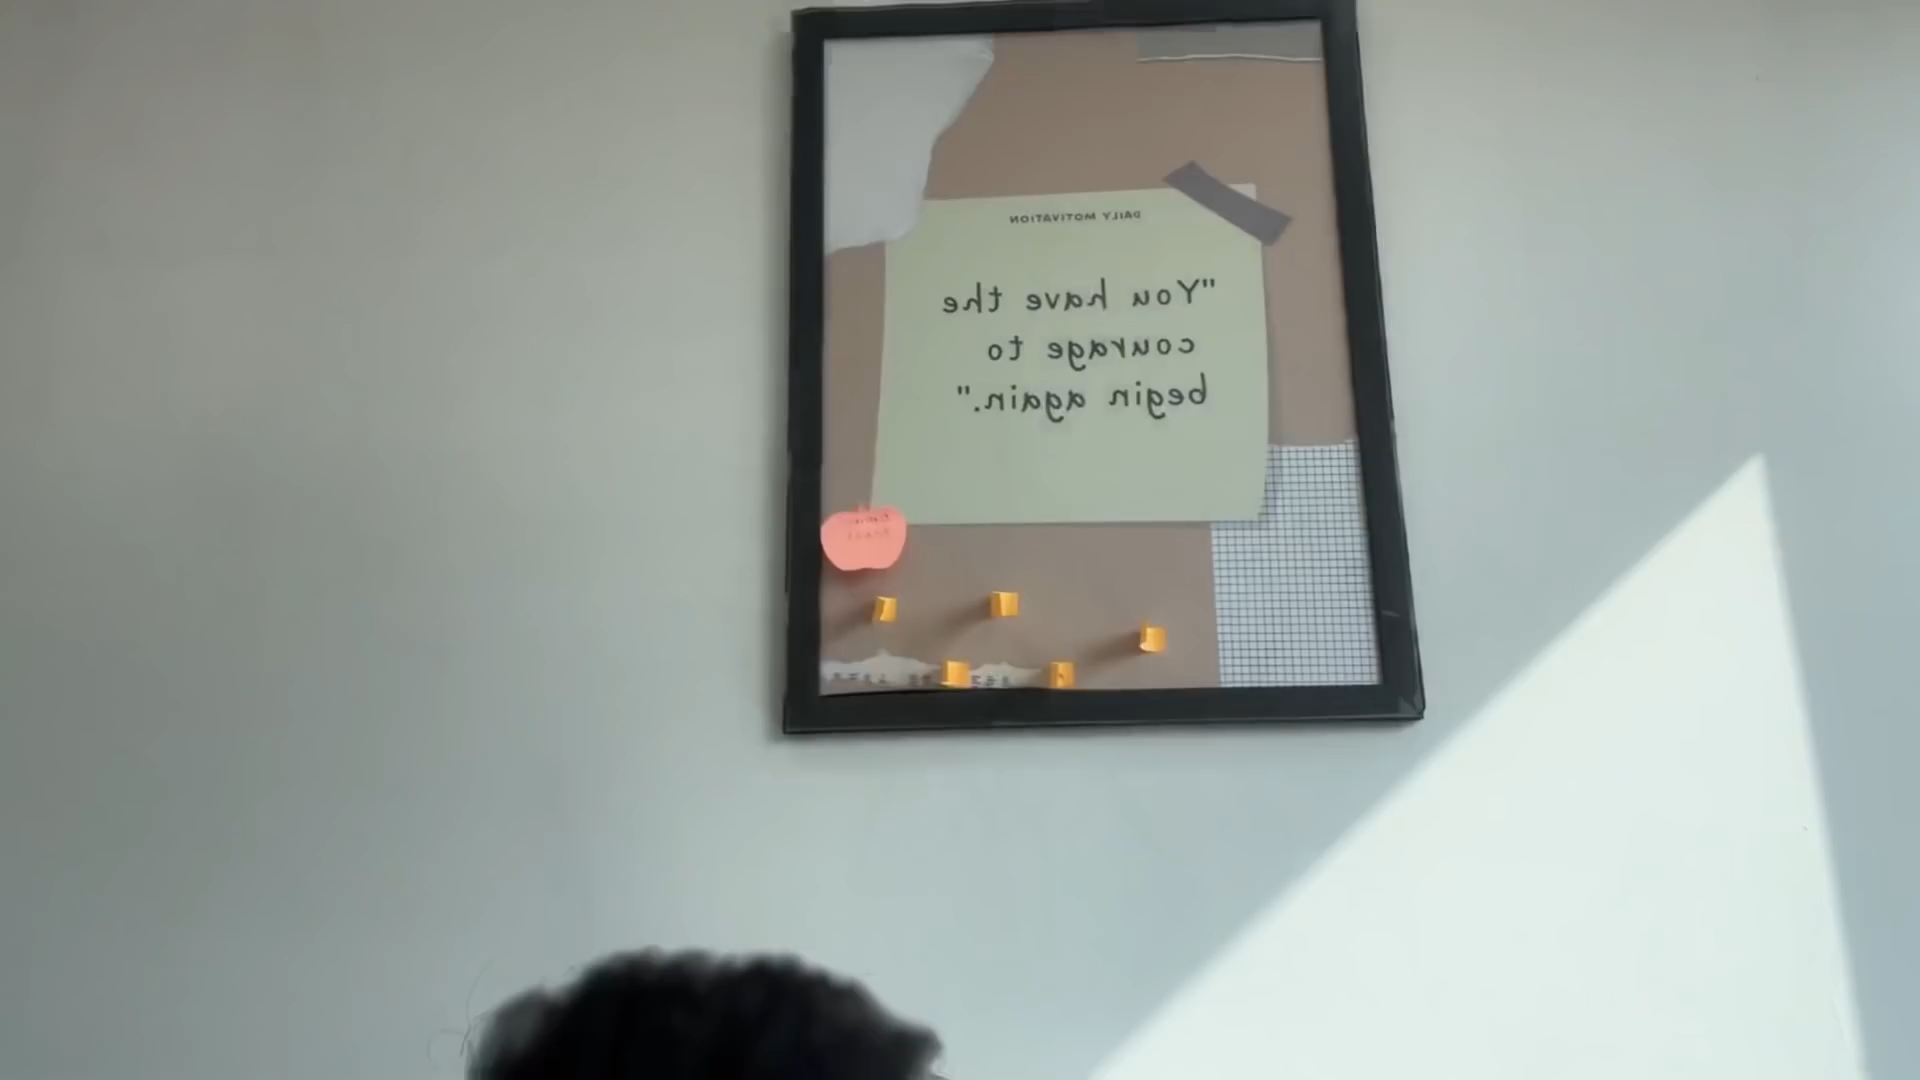 DAILY MOTIVATION
"You have the
courage to
begin again."